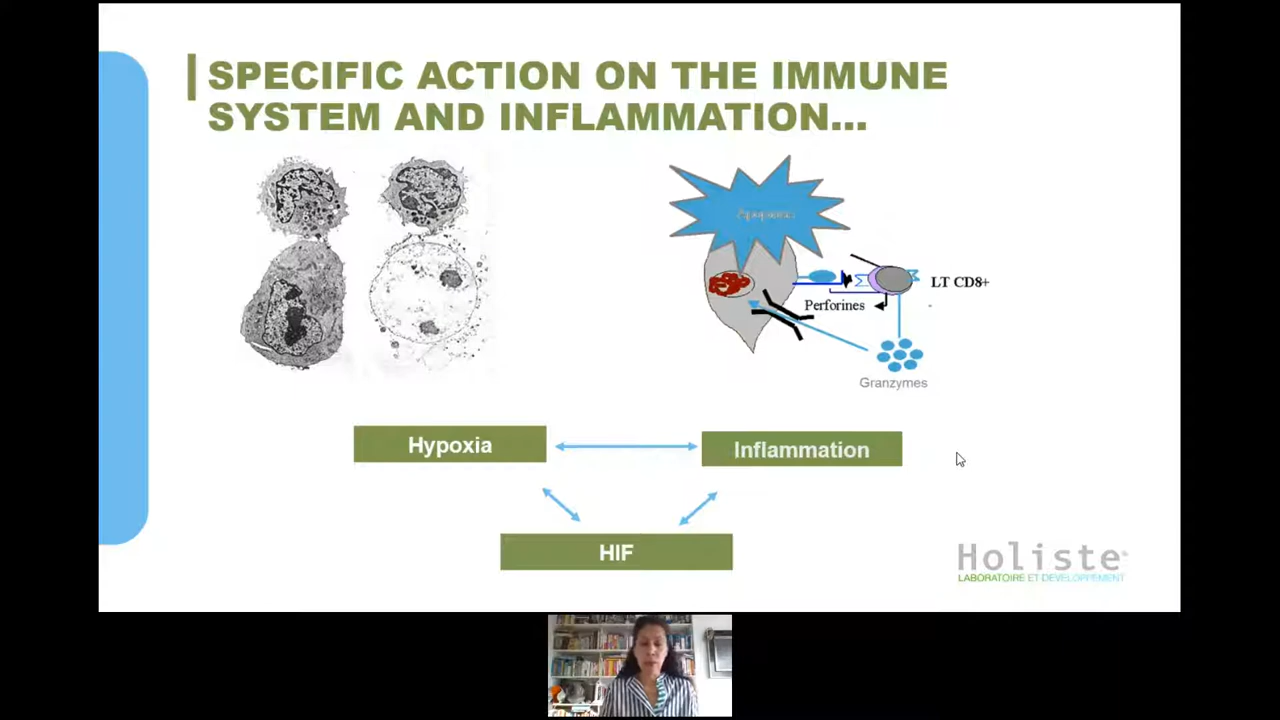 SPECIFIC ACTION ON THE IMMUNE
SYSTEM AND INFLAMMATION...
LT CD8+
Perforines
Granzymes
Hypoxia
Inflammation
HIF
Holiste
LABORATOIRE ET DEVELOPPEMENT